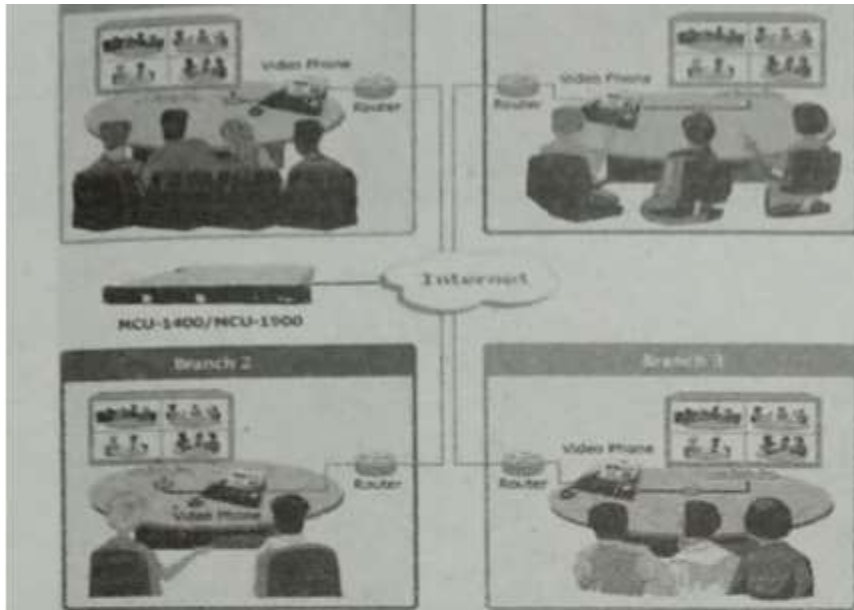 Video Phone
Router
Video Phone
Router
Internet
MCU-1400/MCU-1900
Branch 2
Branch 3
Router
Video Phone
Video Phone
Router